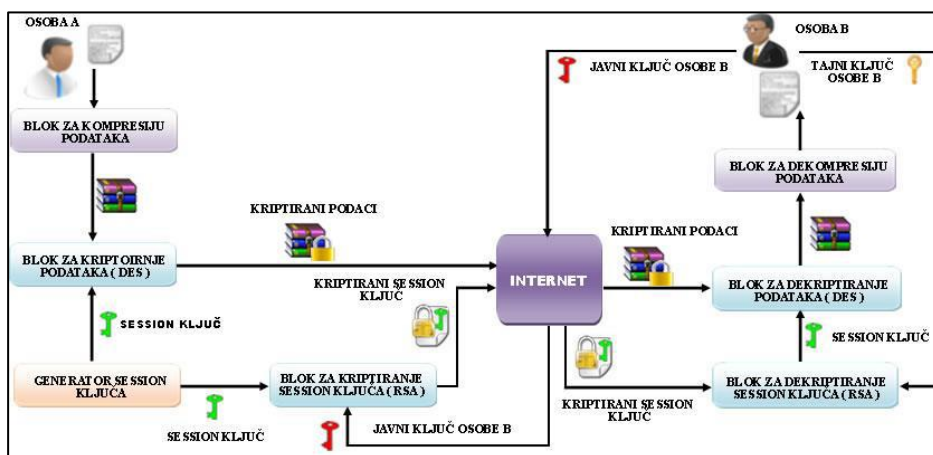 OSOBA A
OSOBA B
JAVNI KLJUČ OSOBE B
TAJNI KLJUČ
OSOBE B
BLOK ZA KOMPRESIJU
PODATAKA
BLOK ZA DEKOMPRESIJU
PODATAKA
KRIPTIRANI PODACI
KRIPTIRANI PODACI
BLOK ZA KRIPTOIRNJE
PODATAKA ( DES )
INTERNET
BLOK ZA DEKRIPTIRANJE
PODATAKA ( DES )
KRIPTIRANI SESSION
KLJUČ
SESSION KLJUČ
SESSION
KLJUČ
GENERATOR SESSION
KLJUČA
BLOK ZA KRIPTIRANJE
SESSION KLJUČA ( RSA )
BLOK ZA DEKRIPTIRANJE
SESSION KLJUČA ( RSA )
KRIPTIRANI SESSION
KLJUČ
SESSION KLJUČ
JAVNI KLJUČ OSOBE B